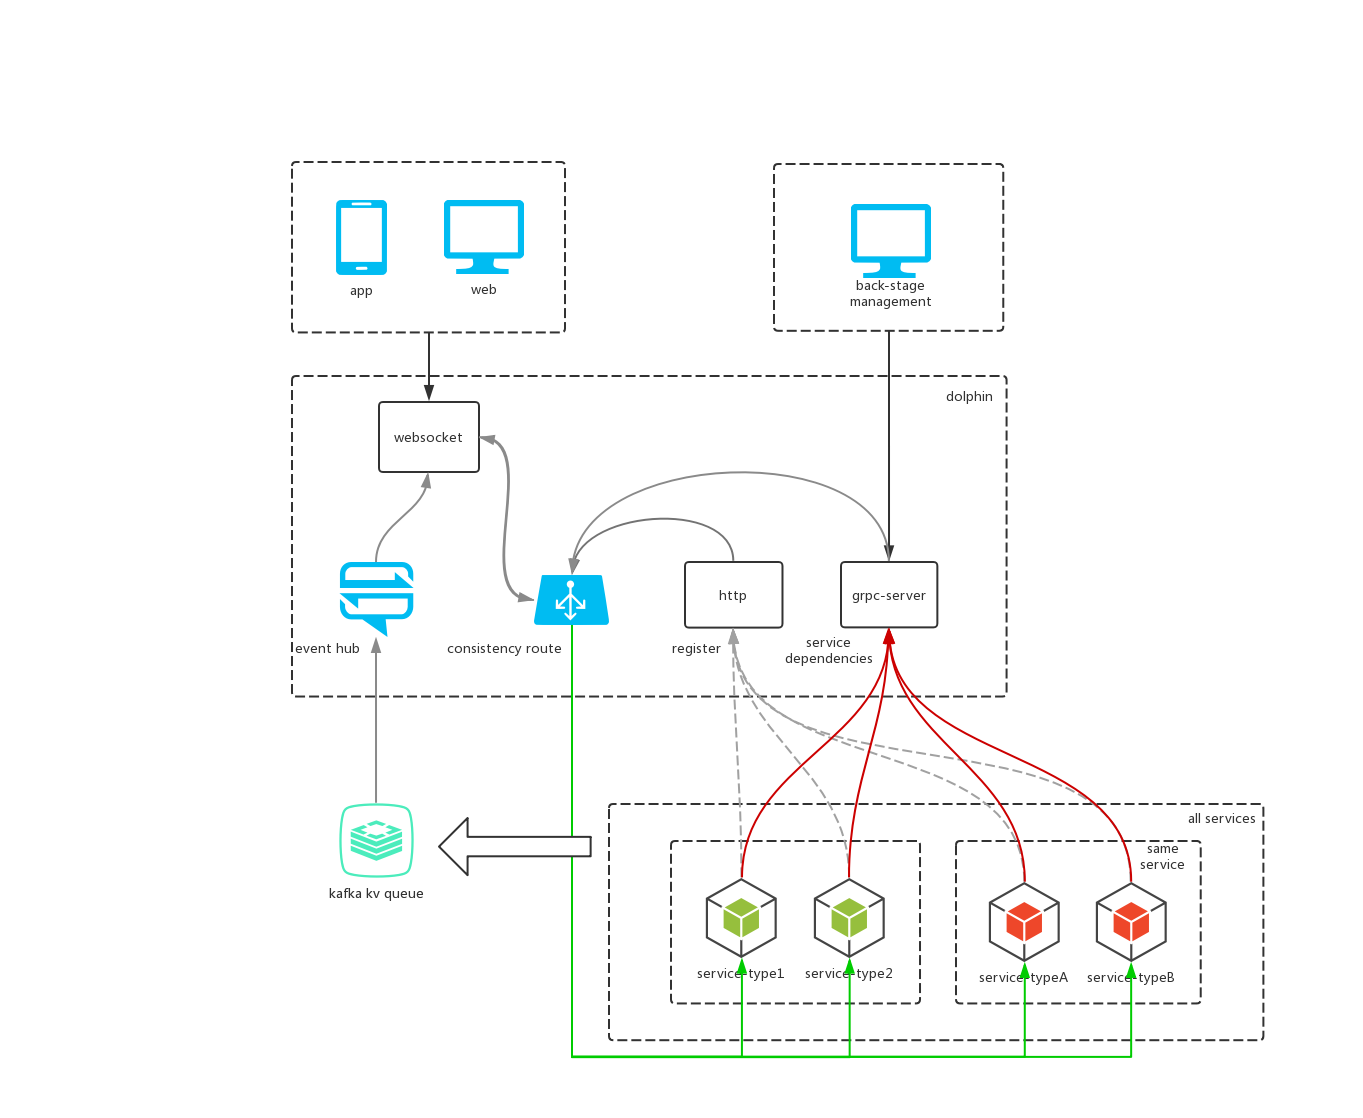 app
web
back-stage
management
dolphin
websocket
http
grpc-server
event hub
consistency route
register
service
dependencies
all services
same
service
kafka kv queue
service-type1
service-type2
service-typeA
service-typeB